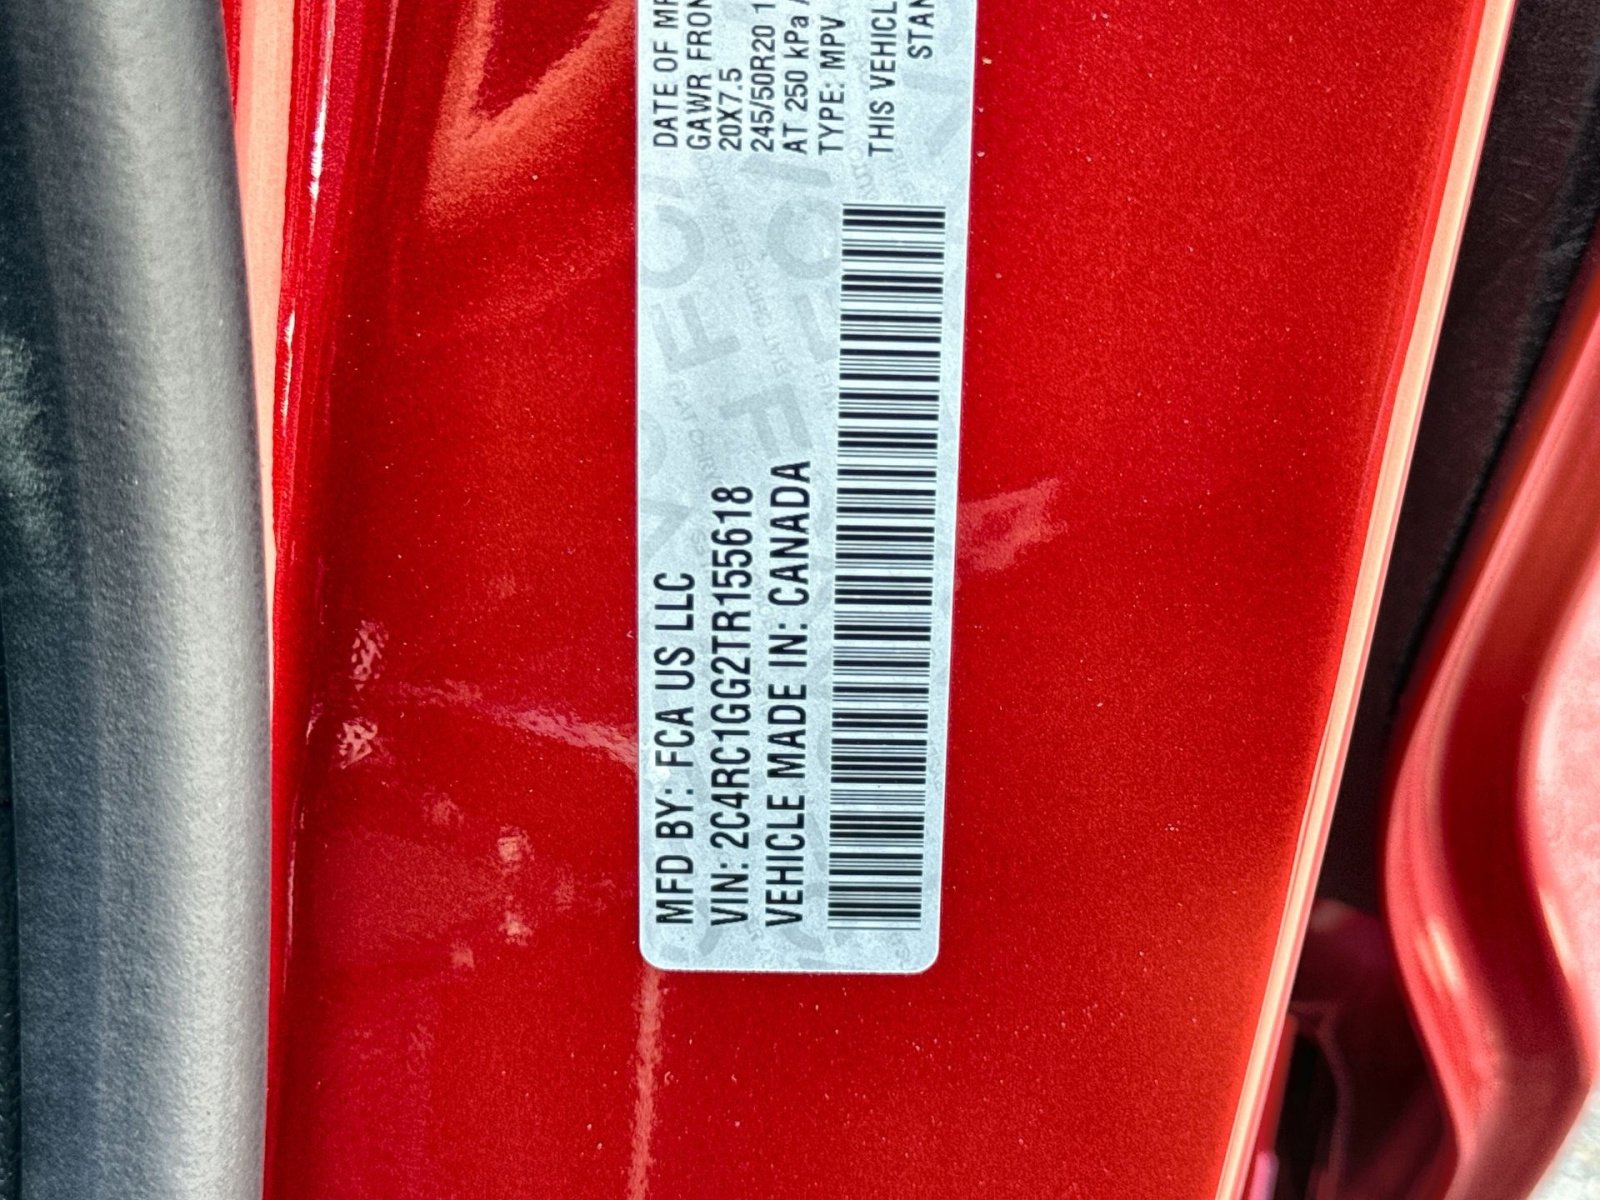 MFD BY: FCA US LLC
VIN: 2C4RC1GG2TR155618
VEHICLE MADE IN: CANADA
DATE OF
GAWR FRON
20X7.5
245/50R20 1
AT 250 kPa /
TYPE: MPV
THIS VEHICL
STAN